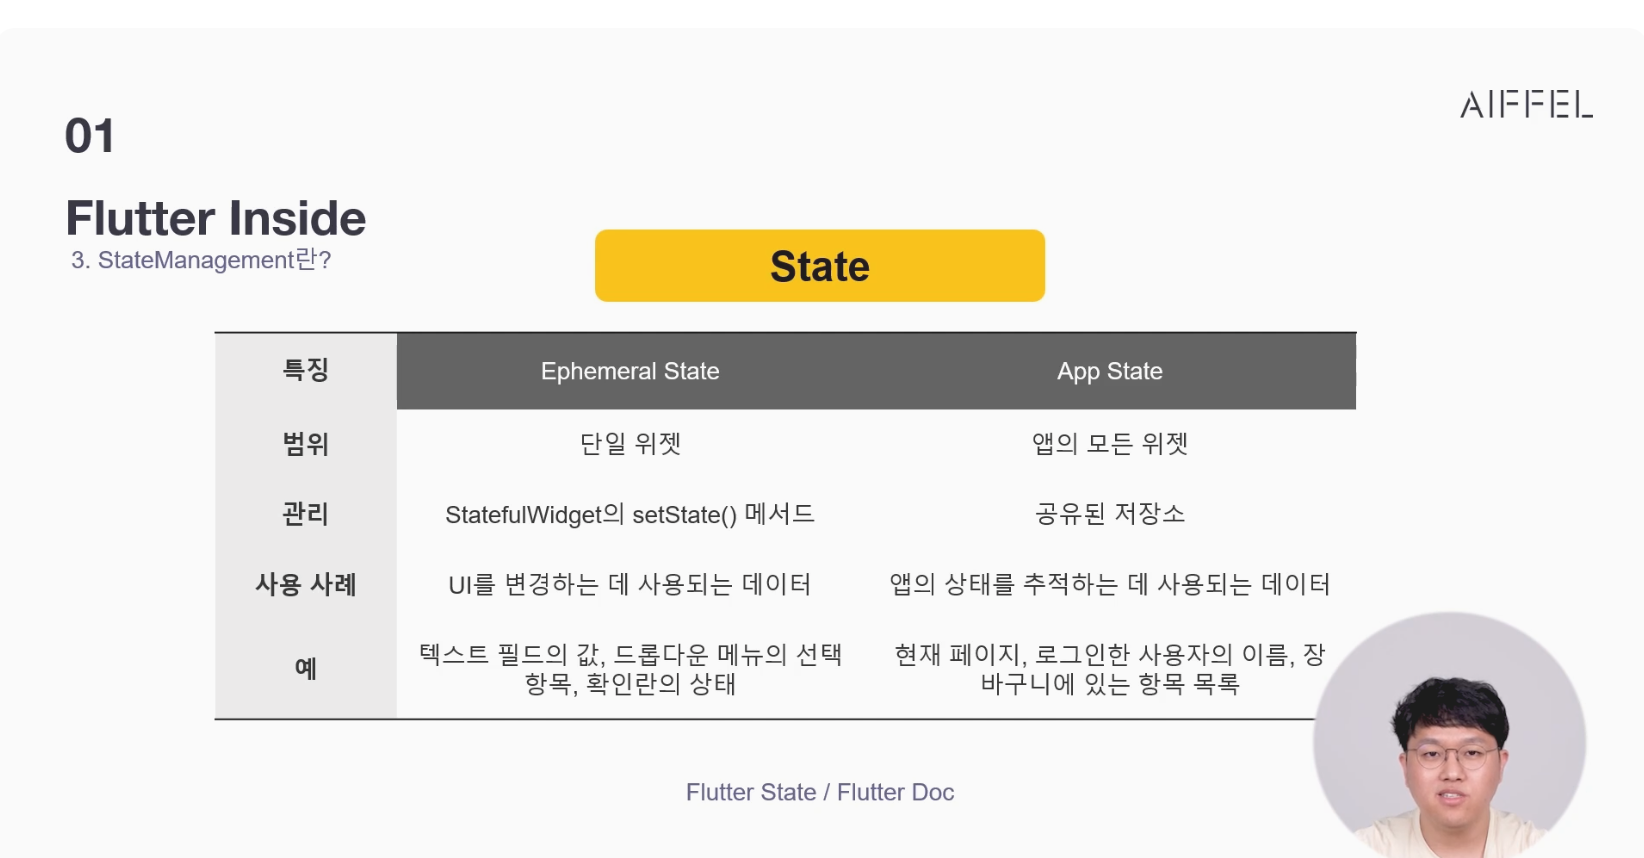 AIFFEL
01
Flutter Inside
3. StateManagement란?
State
특징 Ephemeral State App State
범위 단일 위젯 앱의 모든 위젯
관리 StatefulWidget의 setState() 메서드 공유된 저장소
사용 사례 UI를 변경하는 데 사용되는 데이터 앱의 상태를 추적하는 데 사용되는 데이터
예 텍스트 필드의 값, 드롭다운 메뉴의 선택 현재 페이지, 로그인한 사용자의 이름, 장
항목, 확인란의 상태 바구니에 있는 항목 목록
Flutter State / Flutter Doc